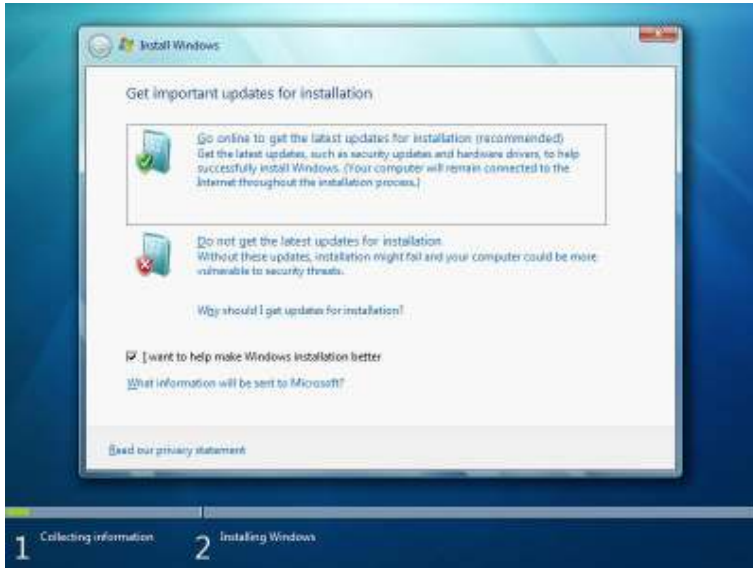 Install Windows
Get important updates for installation
Go online to get the latest updates for installation (recommended)
Get the latest updates, such as security updates and hardware drivers, to help
successfully install Windows. (Your computer will remain connected to the
Internet throughout the installation process.)
Do not get the latest updates for installation
Without these updates, installation might fail and your computer could be more
vulnerable to security threats.
Why should I get updates for installation?
I want to help make Windows installation better
What information will be sent to Microsoft?
Read our privacy statement
1 Collecting information 2 Installing Windows